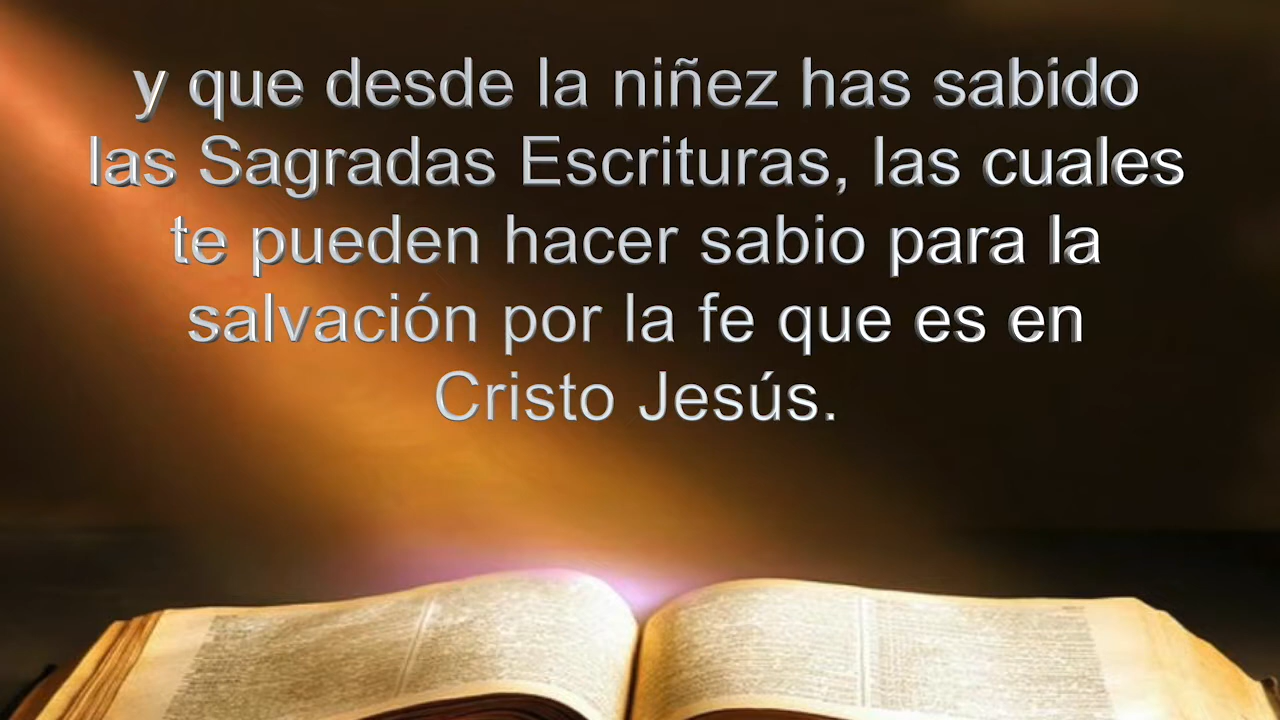 y que desde la niñez has sabido
las Sagradas Escrituras, las cuales
te pueden hacer sabio para la
salvación por la fe que es en
Cristo Jesús.